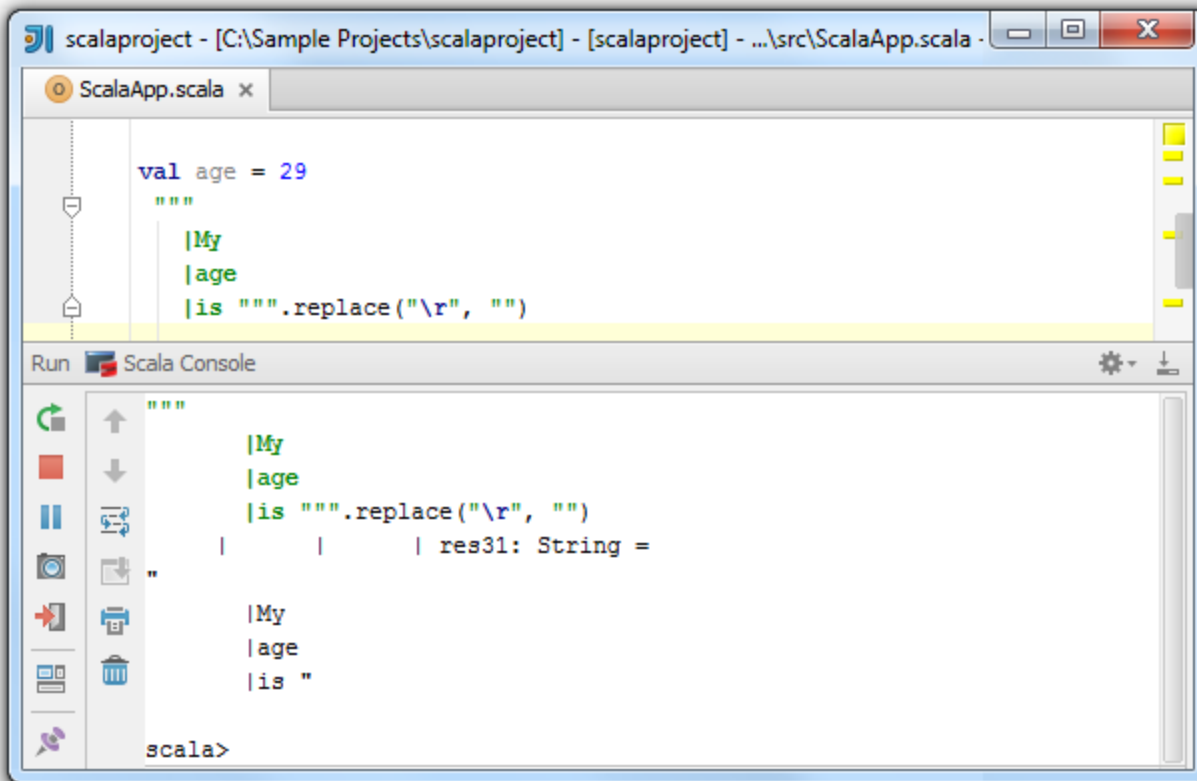 scalaproject - [C:\Sample Projects\scalaproject] - [scalaproject] - ...\src\ScalaApp.scala -
ScalaApp.scala
val age = 29
"""
|My
|age
|is """.replace("\r", "")
Run Scala Console
"""
|My
|age
|is """.replace("\r", "")
| | | res31: String =
"
|My
|age
|is "
scala>